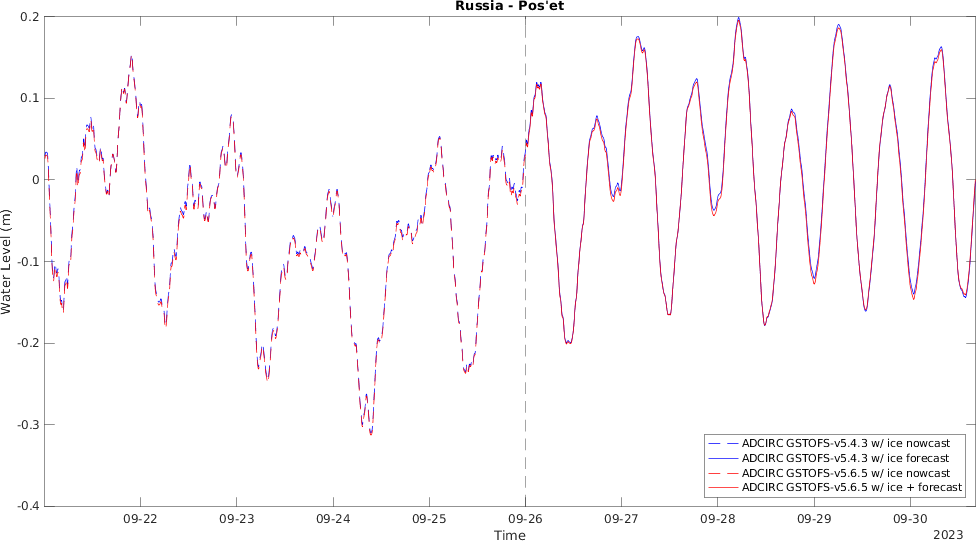 Russia - Pos'et
0.2
0.1
0
-0.1
-0.2
-0.3
-0.4
Water Level (m)
ADCIRC GSTOFS-v5.4.3 w/ ice nowcast
ADCIRC GSTOFS-v5.4.3 w/ ice forecast
ADCIRC GSTOFS-v5.6.5 w/ ice nowcast
ADCIRC GSTOFS-v5.6.5 w/ ice + forecast
09-22 09-23 09-24 09-25 09-26 09-27 09-28 09-29 09-30
Time
2023